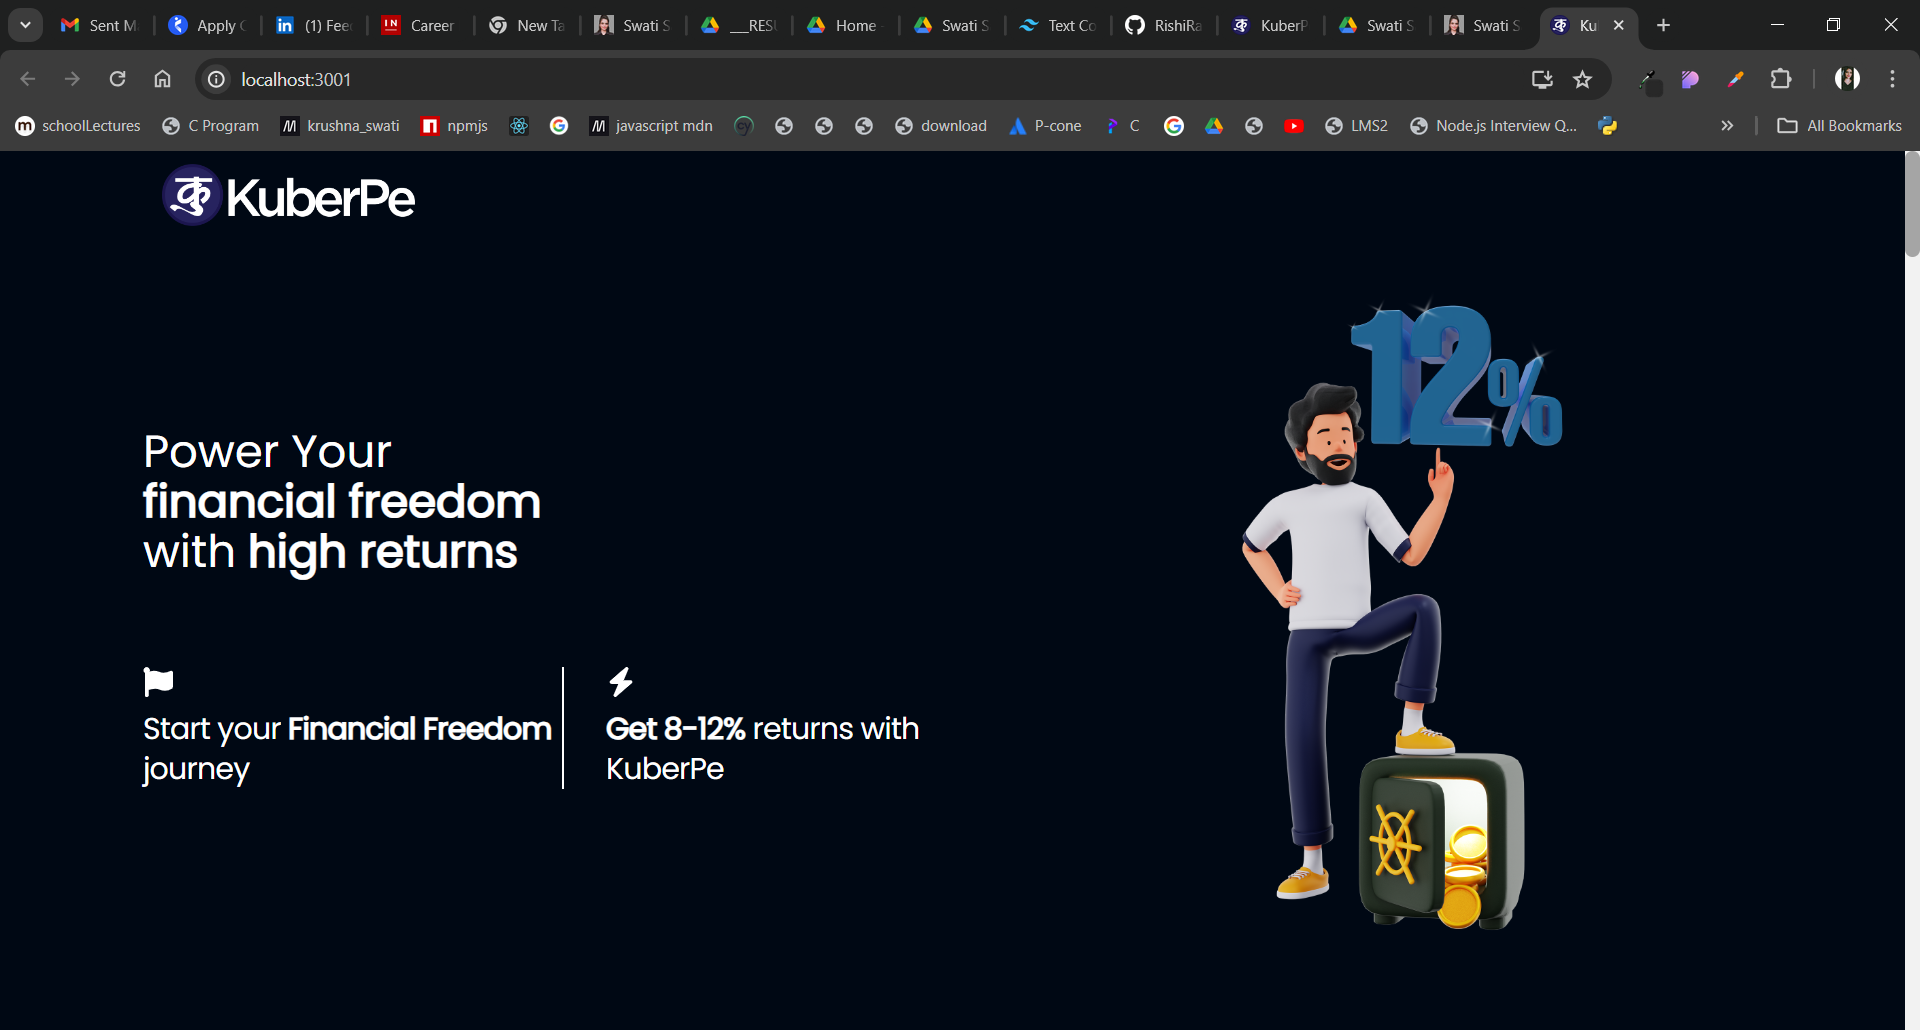 Sent M
Apply C
(1) Fee
Career
New Ta
Swati S
___RESU
Home
Swati S
Text Co
RishiRa
KuberP
Swati S
Swati S
Ku
localhost:3001
schoolLectures
C Program
krushna_swati
npmjs
javascript mdn
download
P-cone
C
LMS2
Node.js Interview Q...
All Bookmarks
कु KuberPe
12%
Power Your
financial freedom
with high returns
Start your Financial Freedom
journey
Get 8-12% returns with
KuberPe